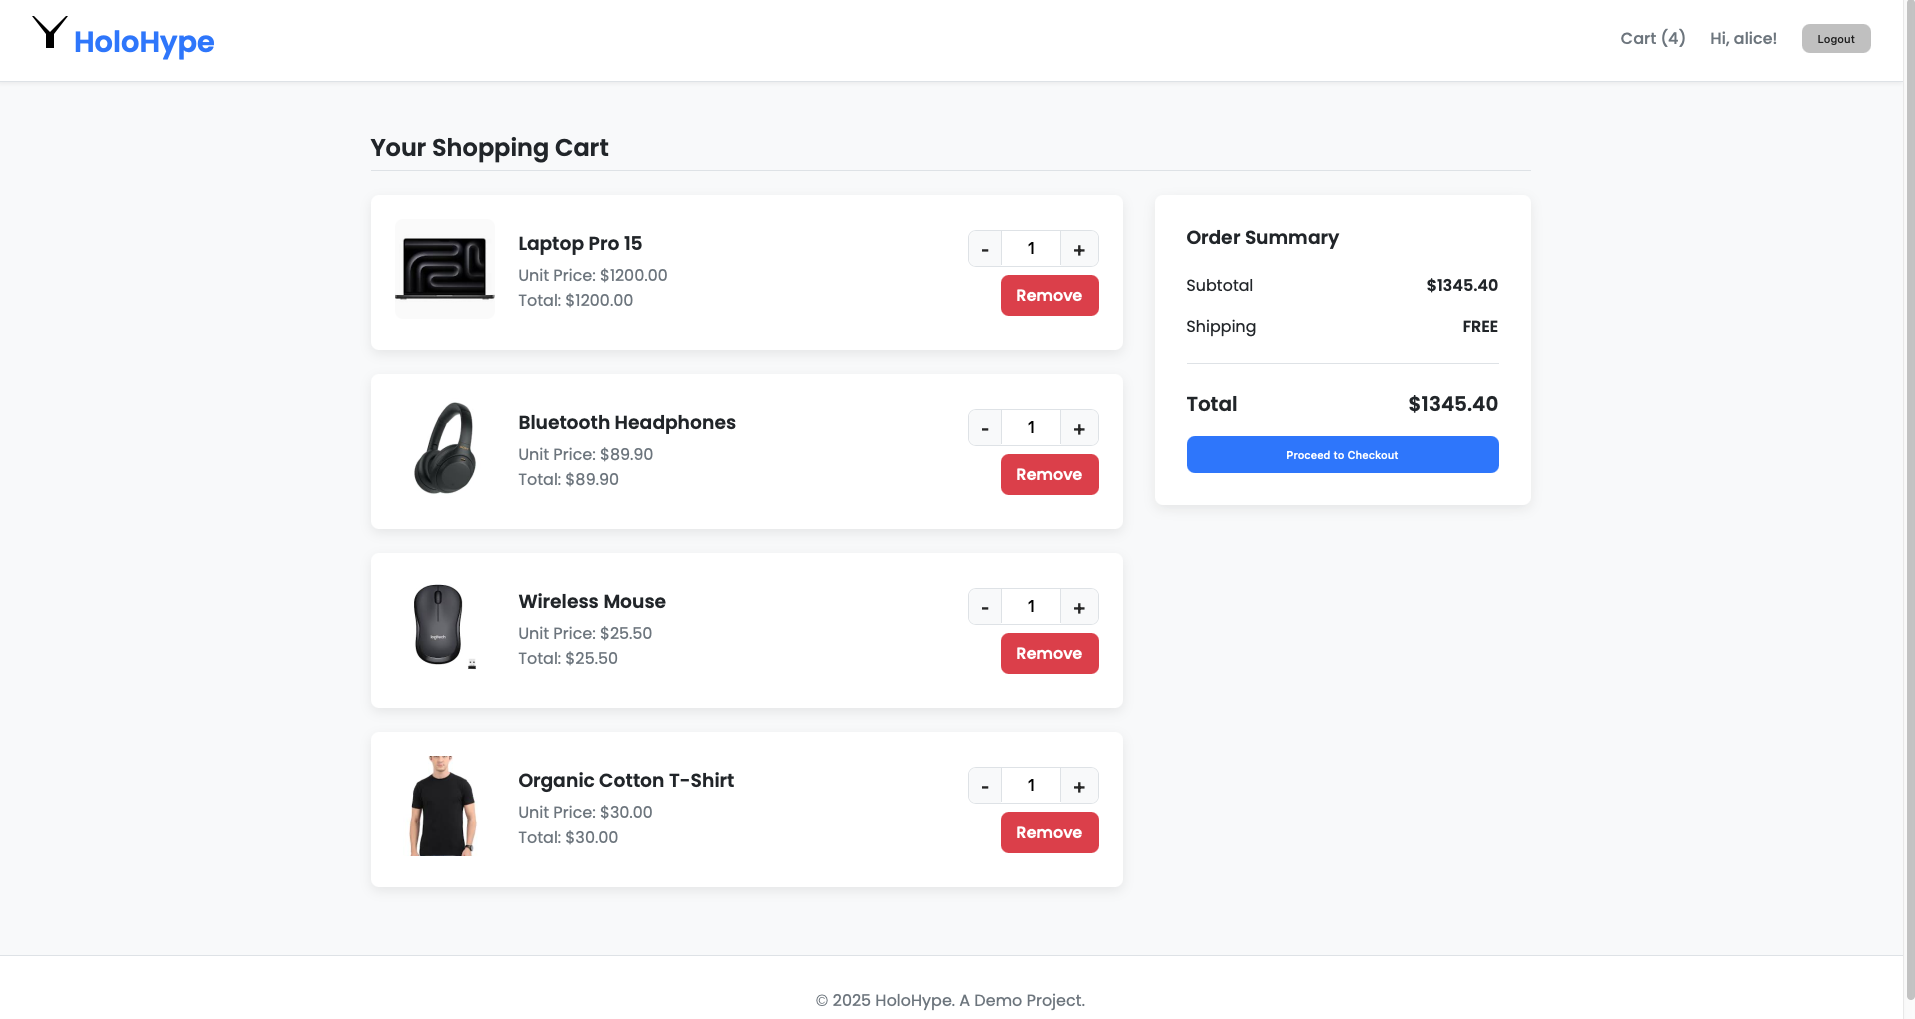 HoloHype
Cart (4)
Hi, alice!
Logout
Your Shopping Cart
Laptop Pro 15
Unit Price: $1200.00
Total: $1200.00
- 1 +
Remove
Bluetooth Headphones
Unit Price: $89.90
Total: $89.90
- 1 +
Remove
Wireless Mouse
Unit Price: $25.50
Total: $25.50
- 1 +
Remove
logitech
Organic Cotton T-Shirt
Unit Price: $30.00
Total: $30.00
- 1 +
Remove
Order Summary
Subtotal $1345.40
Shipping FREE
Total $1345.40
Proceed to Checkout
© 2025 HoloHype. A Demo Project.